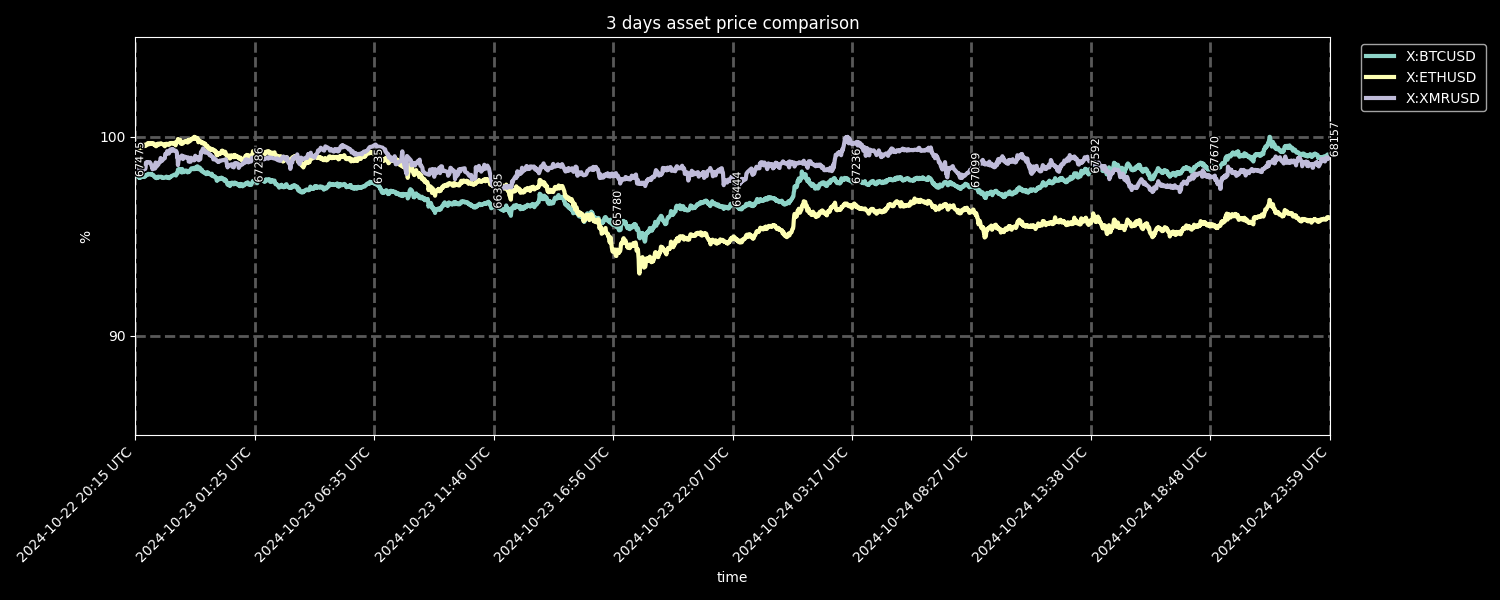 3 days asset price comparison
X:BTCUSD
X:ETHUSD
X:XMRUSD
100
90
%
67475
67286
67235
66385
65780
66444
67236
67099
67592
67670
68157
2024-10-22 20:15 UTC
2024-10-23 01:25 UTC
2024-10-23 06:35 UTC
2024-10-23 11:46 UTC
2024-10-23 16:56 UTC
2024-10-23 22:07 UTC
2024-10-24 03:17 UTC
2024-10-24 08:27 UTC
2024-10-24 13:38 UTC
2024-10-24 18:48 UTC
2024-10-24 23:59 UTC
time